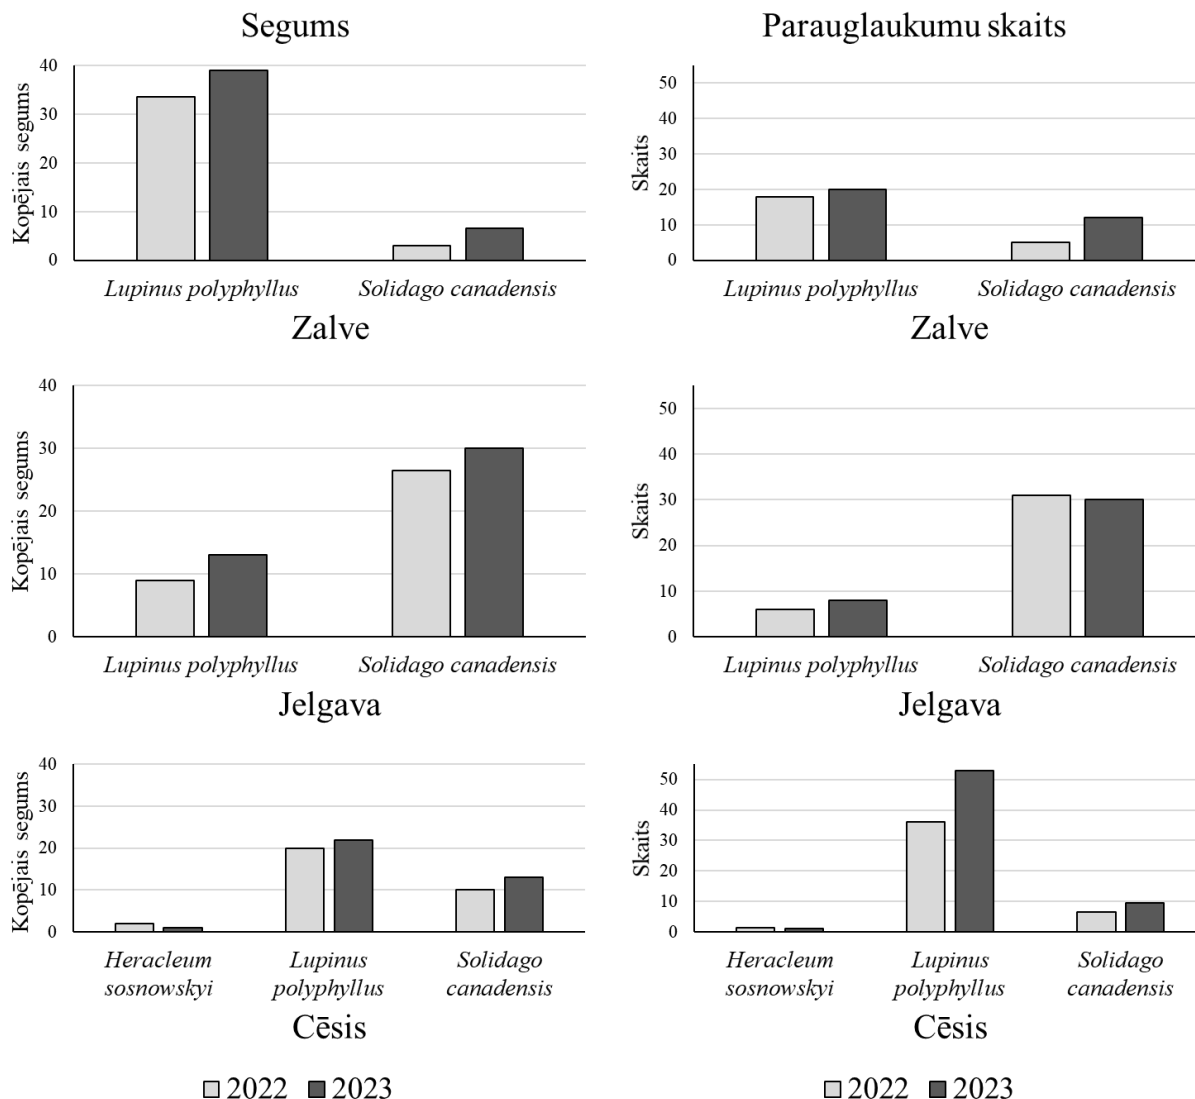 Segums
Parauglaukumu skaits
Kopējais segums
40
30
20
10
0
Lupinus polyphyllus
Solidago canadensis
Zalve
Skaits
50
40
30
20
10
0
Lupinus polyphyllus
Solidago canadensis
Zalve
Kopējais segums
40
30
20
10
0
Lupinus polyphyllus
Solidago canadensis
Jelgava
Skaits
50
40
30
20
10
0
Lupinus polyphyllus
Solidago canadensis
Jelgava
Kopējais segums
40
30
20
10
0
Heracleum
sosnowskyi
Lupinus
polyphyllus
Solidago
canadensis
Cēsis
2022 2023
Skaits
50
40
30
20
10
0
Heracleum
sosnowskyi
Lupinus
polyphyllus
Solidago
canadensis
Cēsis
2022 2023